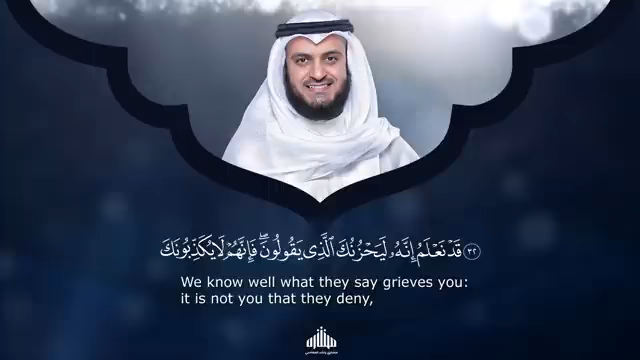 ٣٢ قَدْ نَعْلَمُ إِنَّهُۥ لَيَحْزُنُكَ ٱلَّذِى يَقُولُونَ ۖ فَإِنَّهُمْ لَا يُكَذِّبُونَكَ
We know well what they say grieves you:
it is not you that they deny,